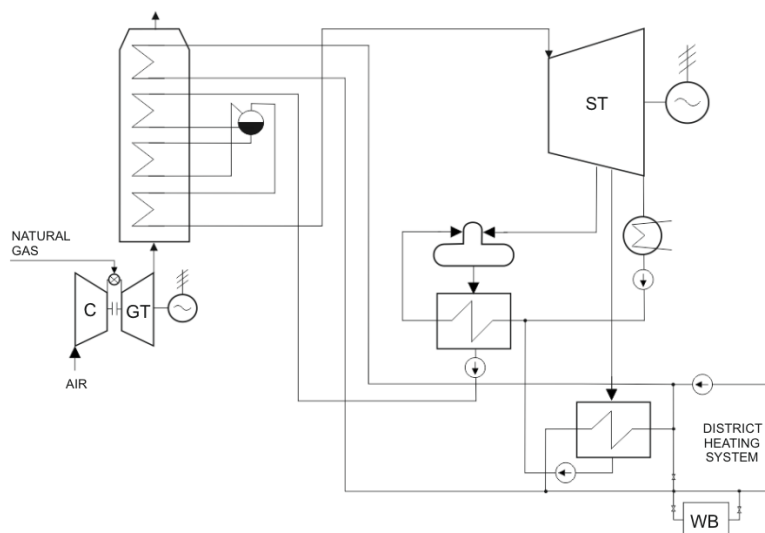 ST
NATURAL
GAS
C
GT
AIR
DISTRICT
HEATING
SYSTEM
WB